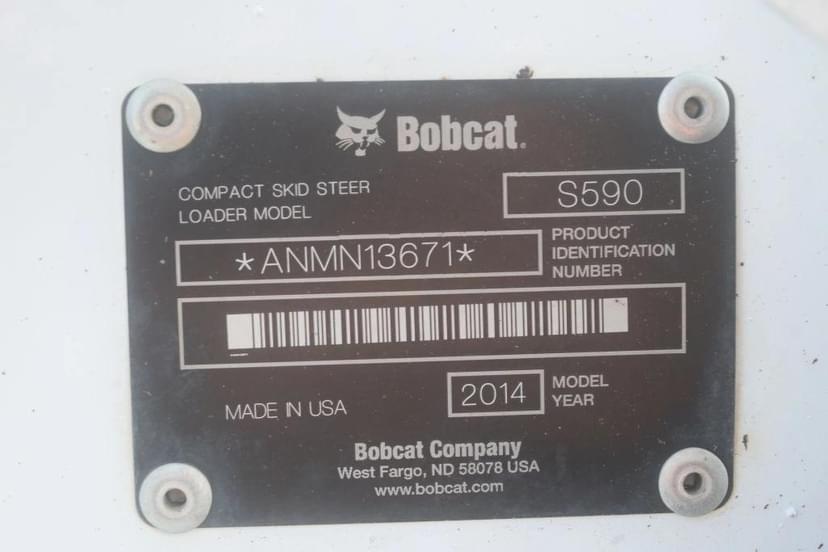 Bobcat.
COMPACT SKID STEER
LOADER MODEL
S590
*ANMN13671*
PRODUCT
IDENTIFICATION
NUMBER
MADE IN USA
2014
MODEL
YEAR
Bobcat Company
West Fargo, ND 58078 USA
www.bobcat.com